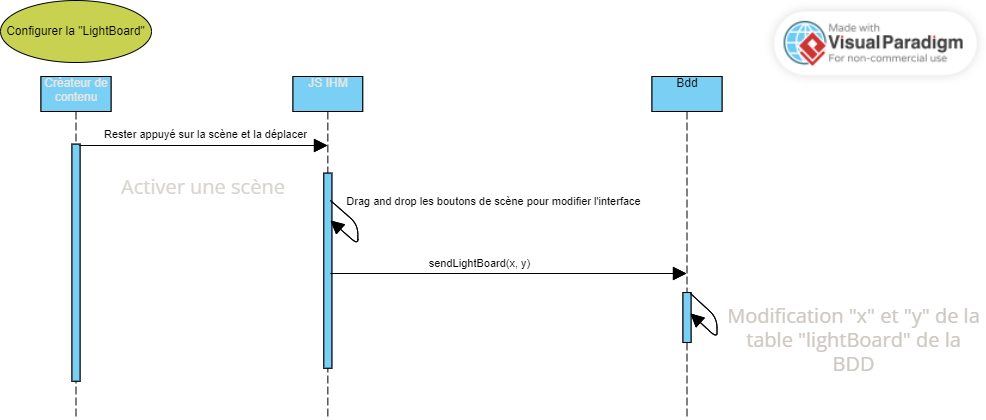 Configurer la "LightBoard"
Made with
Visual Paradigm
For non-commercial use
Créateur de
contenu
JS IHM
Bdd
Rester appuyé sur la scène et la déplacer
Activer une scène
Drag and drop les boutons de scène pour modifier l'interface
sendLightBoard(x, y)
Modification "x" et "y" de la
table "lightBoard" de la
BDD